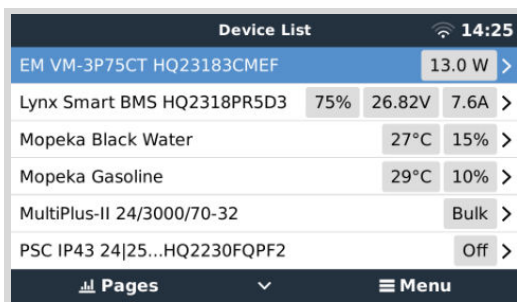 Device List 14:25
EM VM-3P75CT HQ23183CMEF 13.0 W
Lynx Smart BMS HQ2318PR5D3 75% 26.82V 7.6A
Mopeka Black Water 27°C 15%
Mopeka Gasoline 29°C 10%
MultiPlus-II 24/3000/70-32 Bulk
PSC IP43 24|25...HQ2230FQPF2 Off
Pages Menu